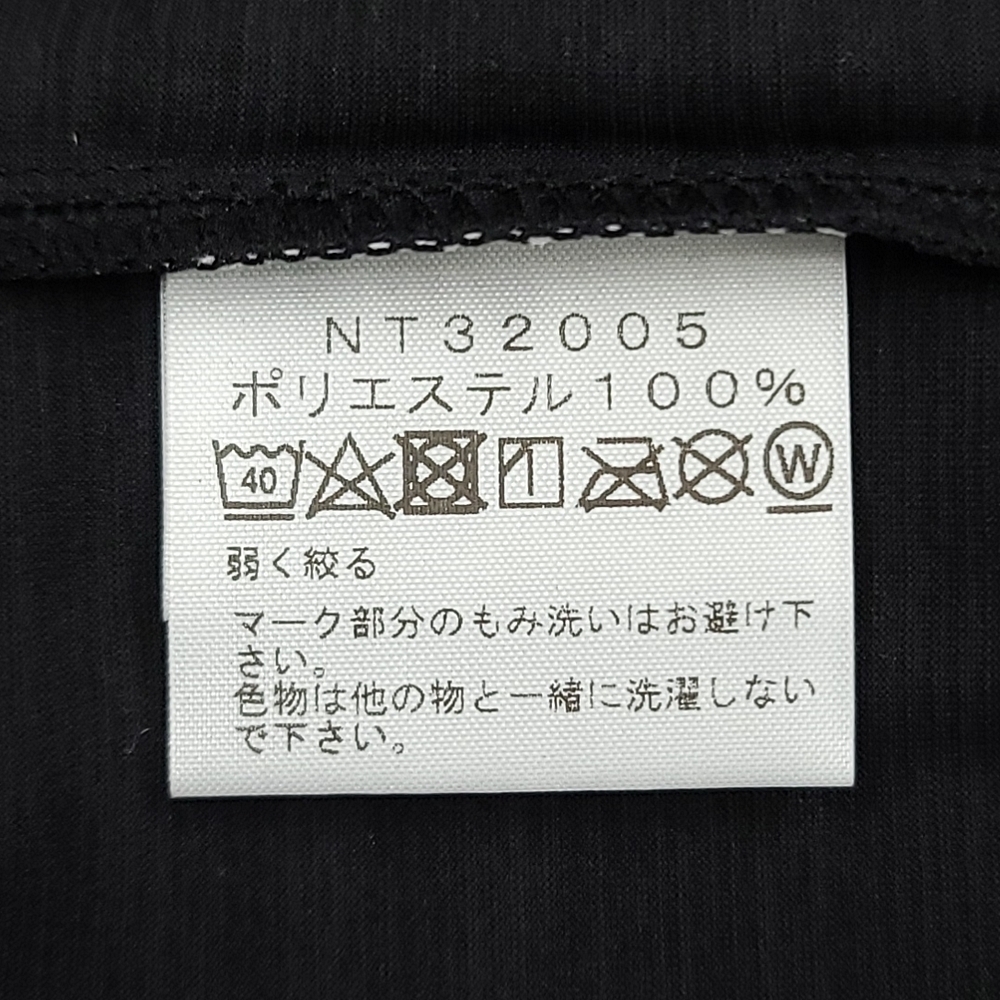 NT32005
ポリエステル100%
40 W
弱く絞る
マーク部分のもみ洗いはお避け下
さい。
色物は他の物と一緒に洗濯しない
で下さい。